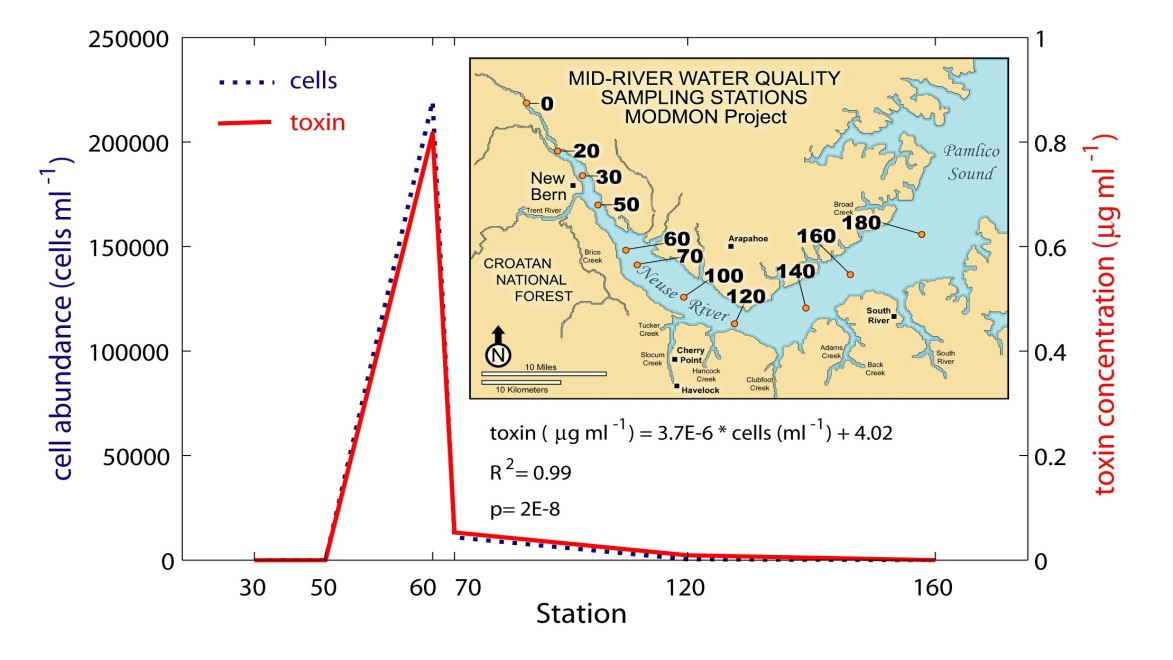 250000
200000
150000
100000
50000
0
cell abundance (cells ml -1)
cells
toxin
1
0.8
0.6
0.4
0.2
0
toxin concentration (µg ml -1)
MID-RIVER WATER QUALITY
SAMPLING STATIONS
MODMON Project
0
20
30
50
60
70
100
120
140
160
180
New
Bern
Trent River
Brice
Creek
CROATAN
NATIONAL
FOREST
Arapahoe
Broad
Creek
Pamlico
Sound
Neuse River
Tucker
Creek
Slocum
Creek
Cherry
Point
Hancock
Creek
Havelock
Clubfoot
Creek
Adams
Creek
Back
Creek
South
River
South
River
N
10 Miles
10 Kilometers
toxin ( µg ml -1) = 3.7E-6 * cells (ml -1) + 4.02
R 2= 0.99
p= 2E-8
30 50 60 70 120 160
Station